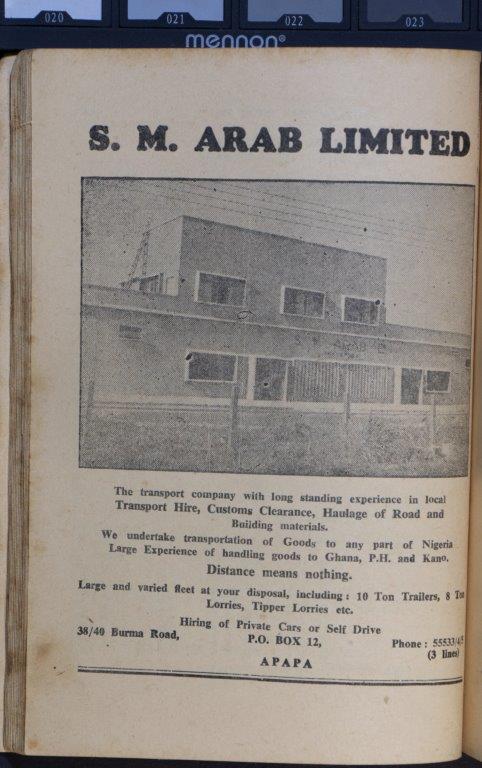 020 021 022 023
mennon®
S. M. ARAB LIMITED
S. M. ARAB
The transport company with long standing experience in local
Transport Hire, Customs Clearance, Haulage of Road and
Building materials.
We undertake transportation of Goods to any part of Nigeria
Large Experience of handling goods to Ghana, P.H. and Kano.
Distance means nothing.
Large and varied fleet at your disposal, including: 10 Ton Trailers, 8 Ton
Lorries, Tipper Lorries etc.
Hiring of Private Cars or Self Drive
38/40 Burma Road, P.O. BOX 12, Phone: 55533/4/5
(3 lines)
APAPA